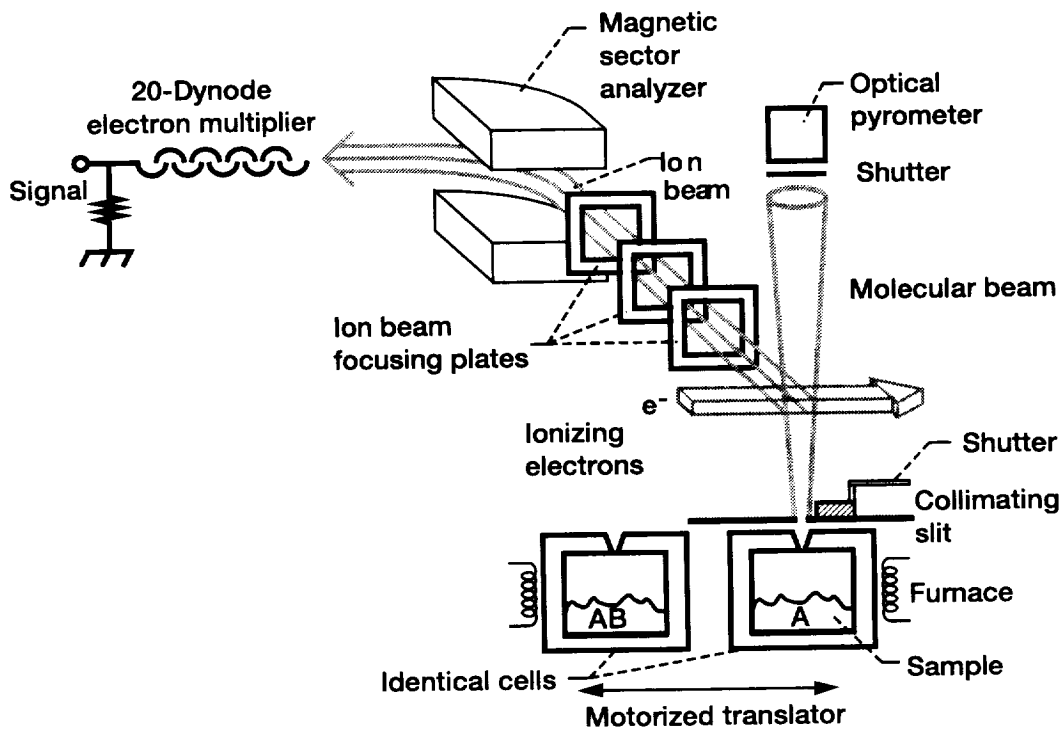 Magnetic
sector
analyzer
20-Dynode
electron multiplier
Optical
pyrometer
Signal
Ion
beam
Shutter
Molecular beam
Ion beam
focusing plates
e-
Ionizing
electrons
Shutter
Collimating
slit
AB
A
Furnace
Identical cells
Sample
Motorized translator